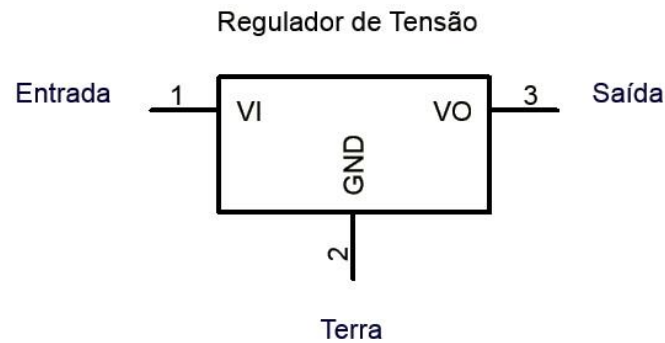 Regulador de Tensão
Entrada 1 VI VO 3 Saída
GND
2
Terra